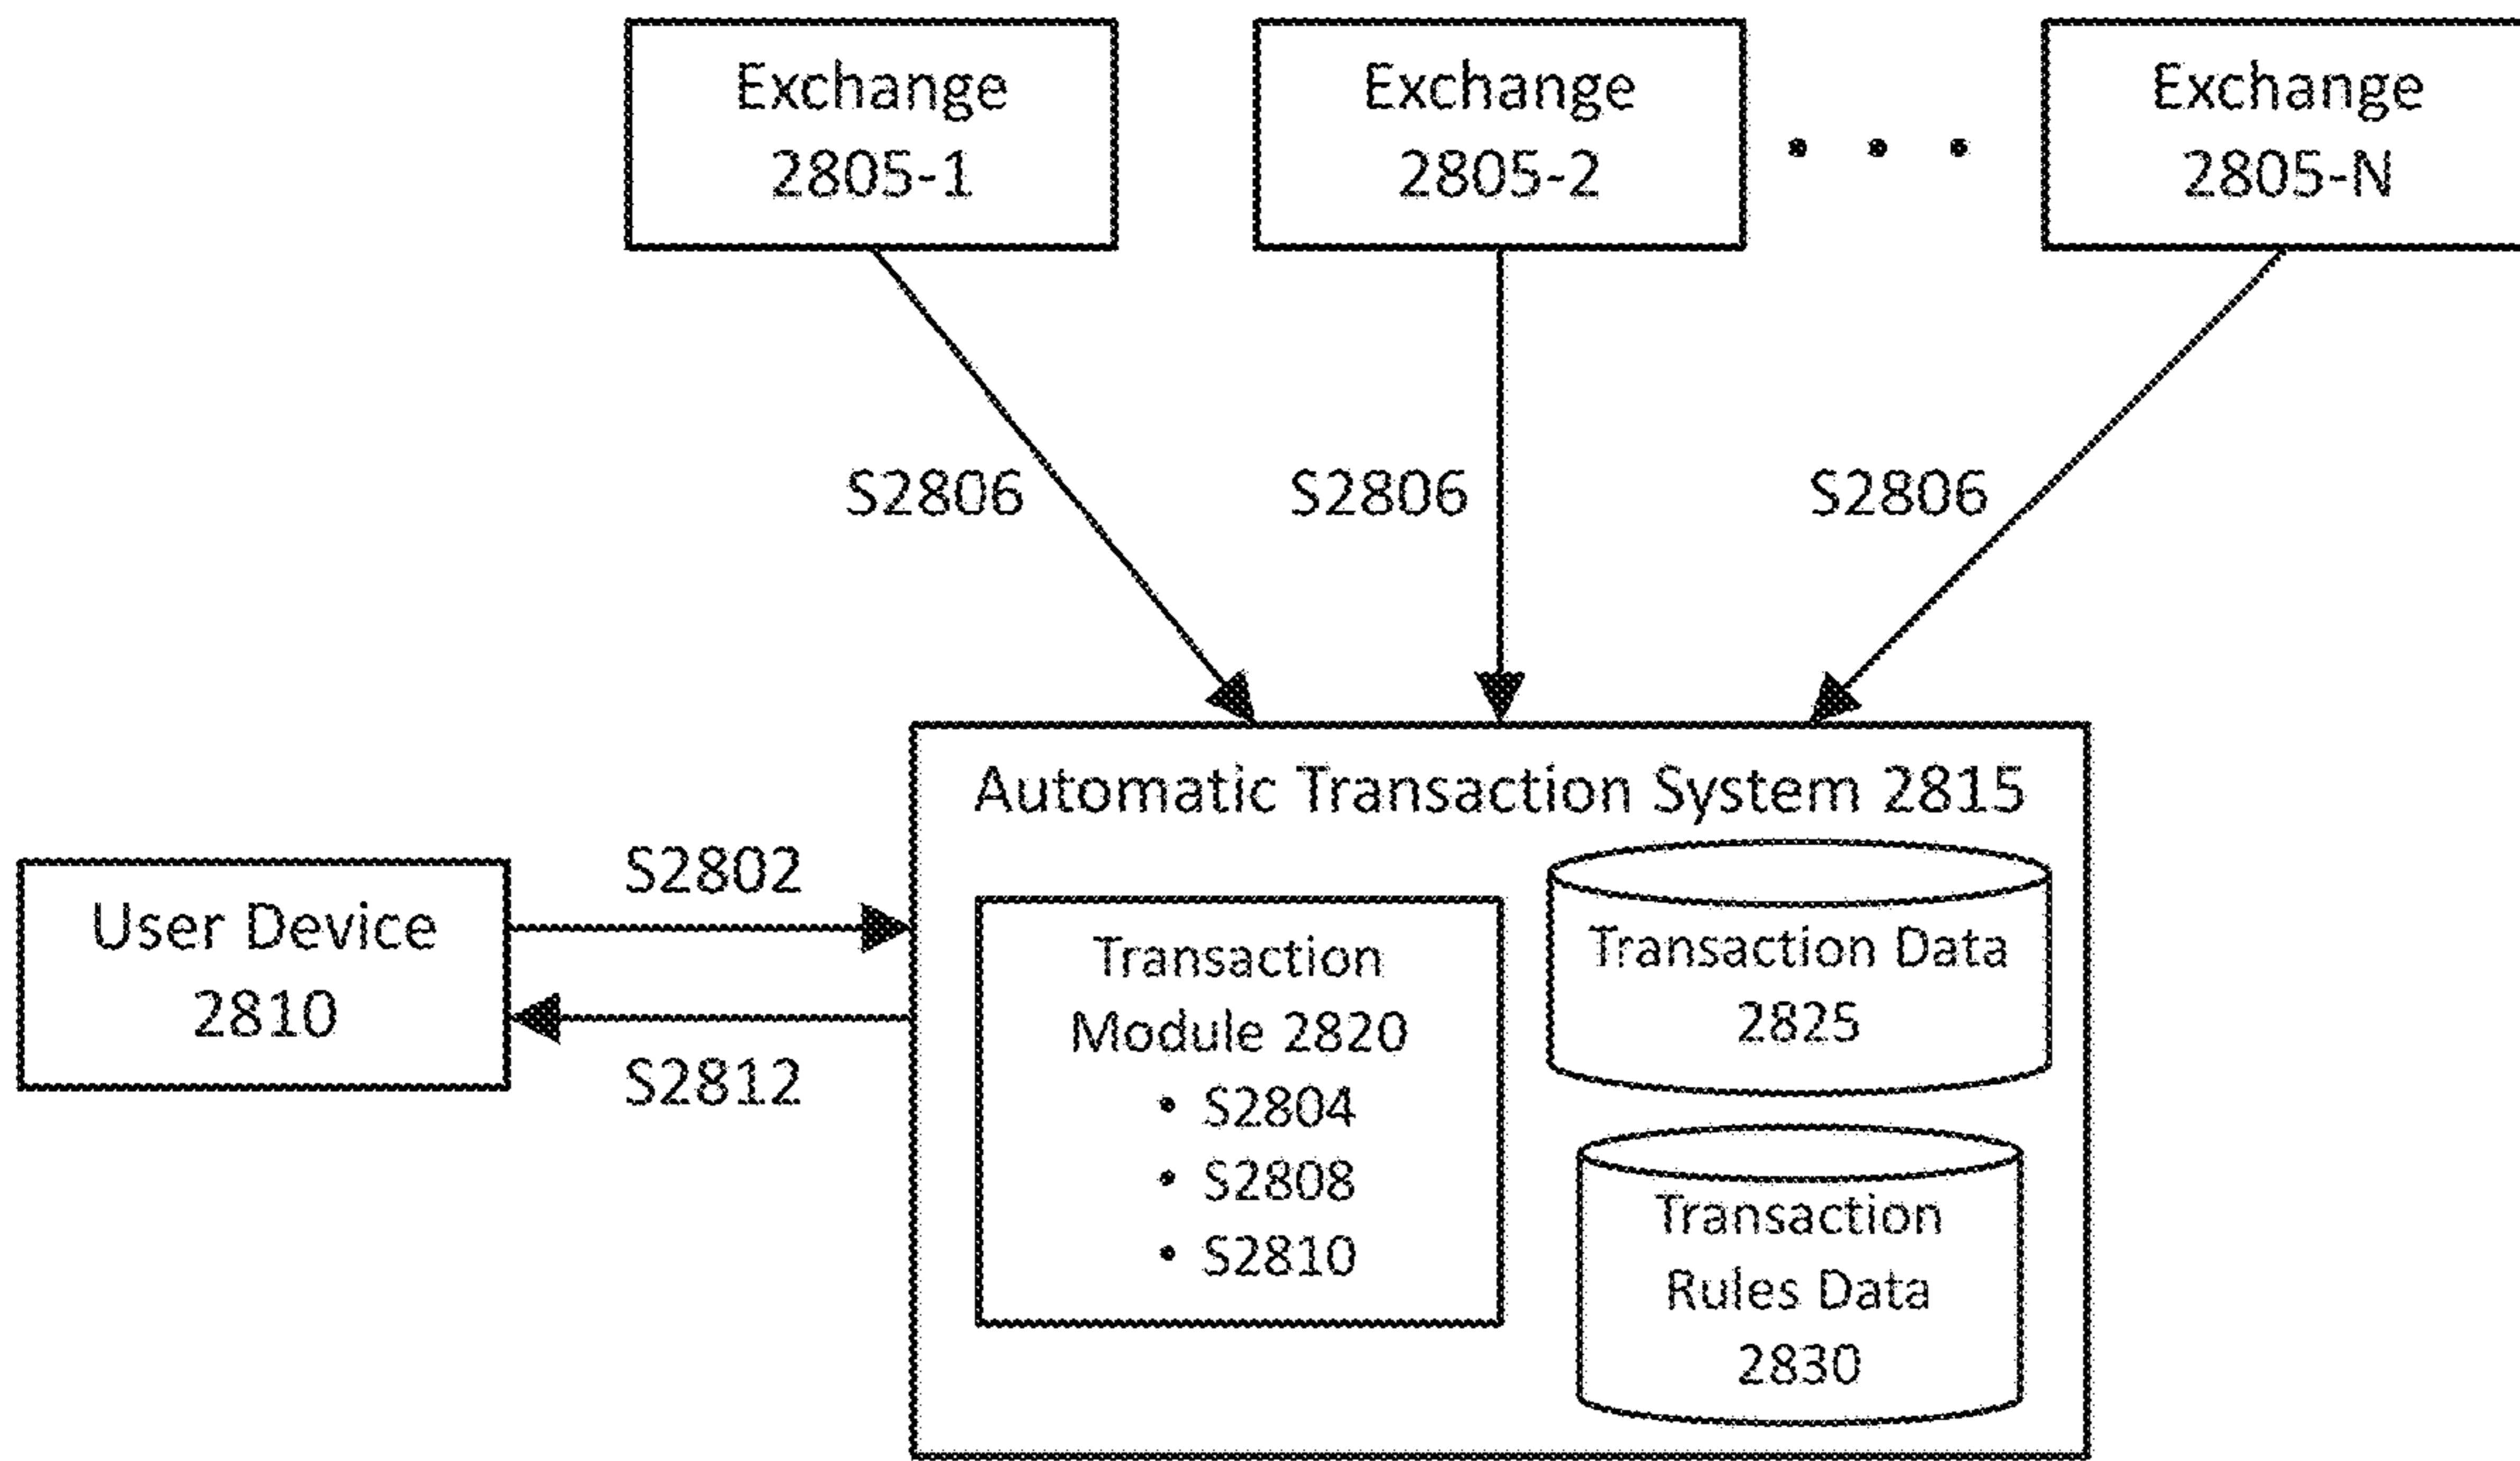 Exchange
2805-1
Exchange
2805-2
Exchange
2805-N
S2806
S2806
S2806
Automatic Transaction System 2815
User Device
2810
S2802
S2812
Transaction
Module 2820
• S2804
• S2808
• S2810
Transaction Data
2825
Transaction
Rules Data
2830